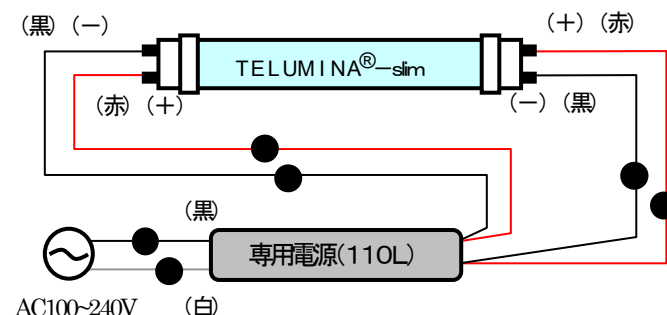 (黒) (－)
(＋) (赤)
TELUMINA®－slim
(赤) (＋)
(－) (黒)
(黒)
専用電源(110L)
AC100~240V
(白)